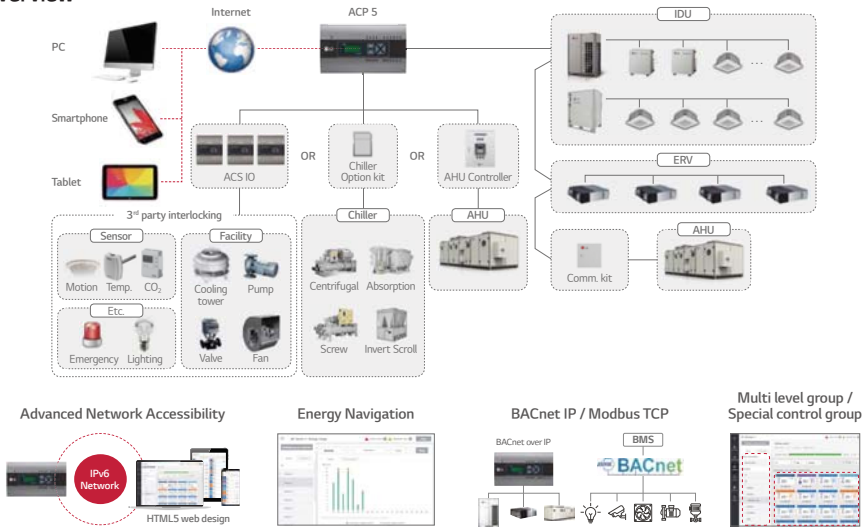 Internet
ACP 5
IDU
PC
Smartphone
Tablet
ACS IO
OR
Chiller
Option kit
OR
AHU Controller
ERV
3rd party interlocking
Sensor
Motion
Temp.
CO₂
Etc.
Emergency
Lighting
Facility
Cooling
tower
Pump
Valve
Fan
Chiller
Centrifugal
Absorption
Screw
Invert Scroll
AHU
Comm. kit
AHU
Advanced Network Accessibility
IPv6
Network
HTML5 web design
Energy Navigation
BACnet IP / Modbus TCP
BACnet over IP
BMS
BACnet
Multi level group /
Special control group